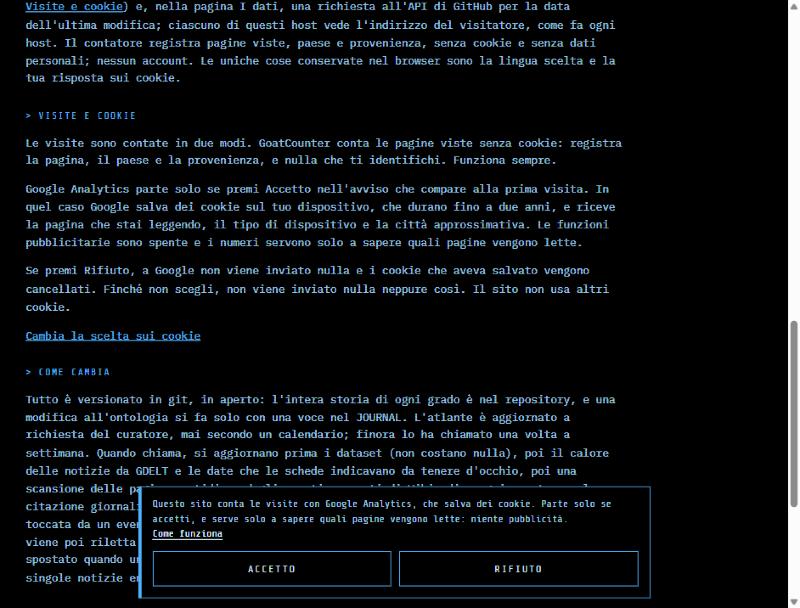 Visite e cookie) e, nella pagina I dati, una richiesta all'API di GitHub per la data
dell'ultima modifica; ciascuno di questi host vede l'indirizzo del visitatore, come fa ogni
host. Il contatore registra pagine viste, paese e provenienza, senza cookie e senza dati
personali; nessun account. Le uniche cose conservate nel browser sono la lingua scelta e la
tua risposta sui cookie.
> VISITE E COOKIE
Le visite sono contate in due modi. GoatCounter conta le pagine viste senza cookie: registra
la pagina, il paese e la provenienza, e nulla che ti identifichi. Funziona sempre.
Google Analytics parte solo se premi Accetto nell'avviso che compare alla prima visita. In
quel caso Google salva dei cookie sul tuo dispositivo, che durano fino a due anni, e riceve
la pagina che stai leggendo, il tipo di dispositivo e la città approssimativa. Le funzioni
pubblicitarie sono spente e i numeri servono solo a sapere quali pagine vengono lette.
Se premi Rifiuto, a Google non viene inviato nulla e i cookie che aveva salvato vengono
cancellati. Finché non scegli, non viene inviato nulla neppure così. Il sito non usa altri
cookie.
Cambia la scelta sui cookie
> COME CAMBIA
Tutto è versionato in git, in aperto: l'intera storia di ogni grado è nel repository, e una
modifica all'ontologia si fa solo con una voce nel JOURNAL. L'atlante è aggiornato a
richiesta del curatore, mai secondo un calendario; finora lo ha chiamato una volta a
settimana. Quando chiama, si aggiornano prima i dataset (non costano nulla), poi il calore
delle notizie da GDELT e le date che le schede indicavano da tenere d'occhio, poi una
scansione delle
citazione
toccata da un
viene poi riletta
spostato quando
singole notizie
Questo sito conta le visite con Google Analytics, che salva dei cookie. Parte solo se
accetti, e serve solo a sapere quali pagine vengono lette: niente pubblicità.
Come funziona
ACCETTO
RIFIUTO